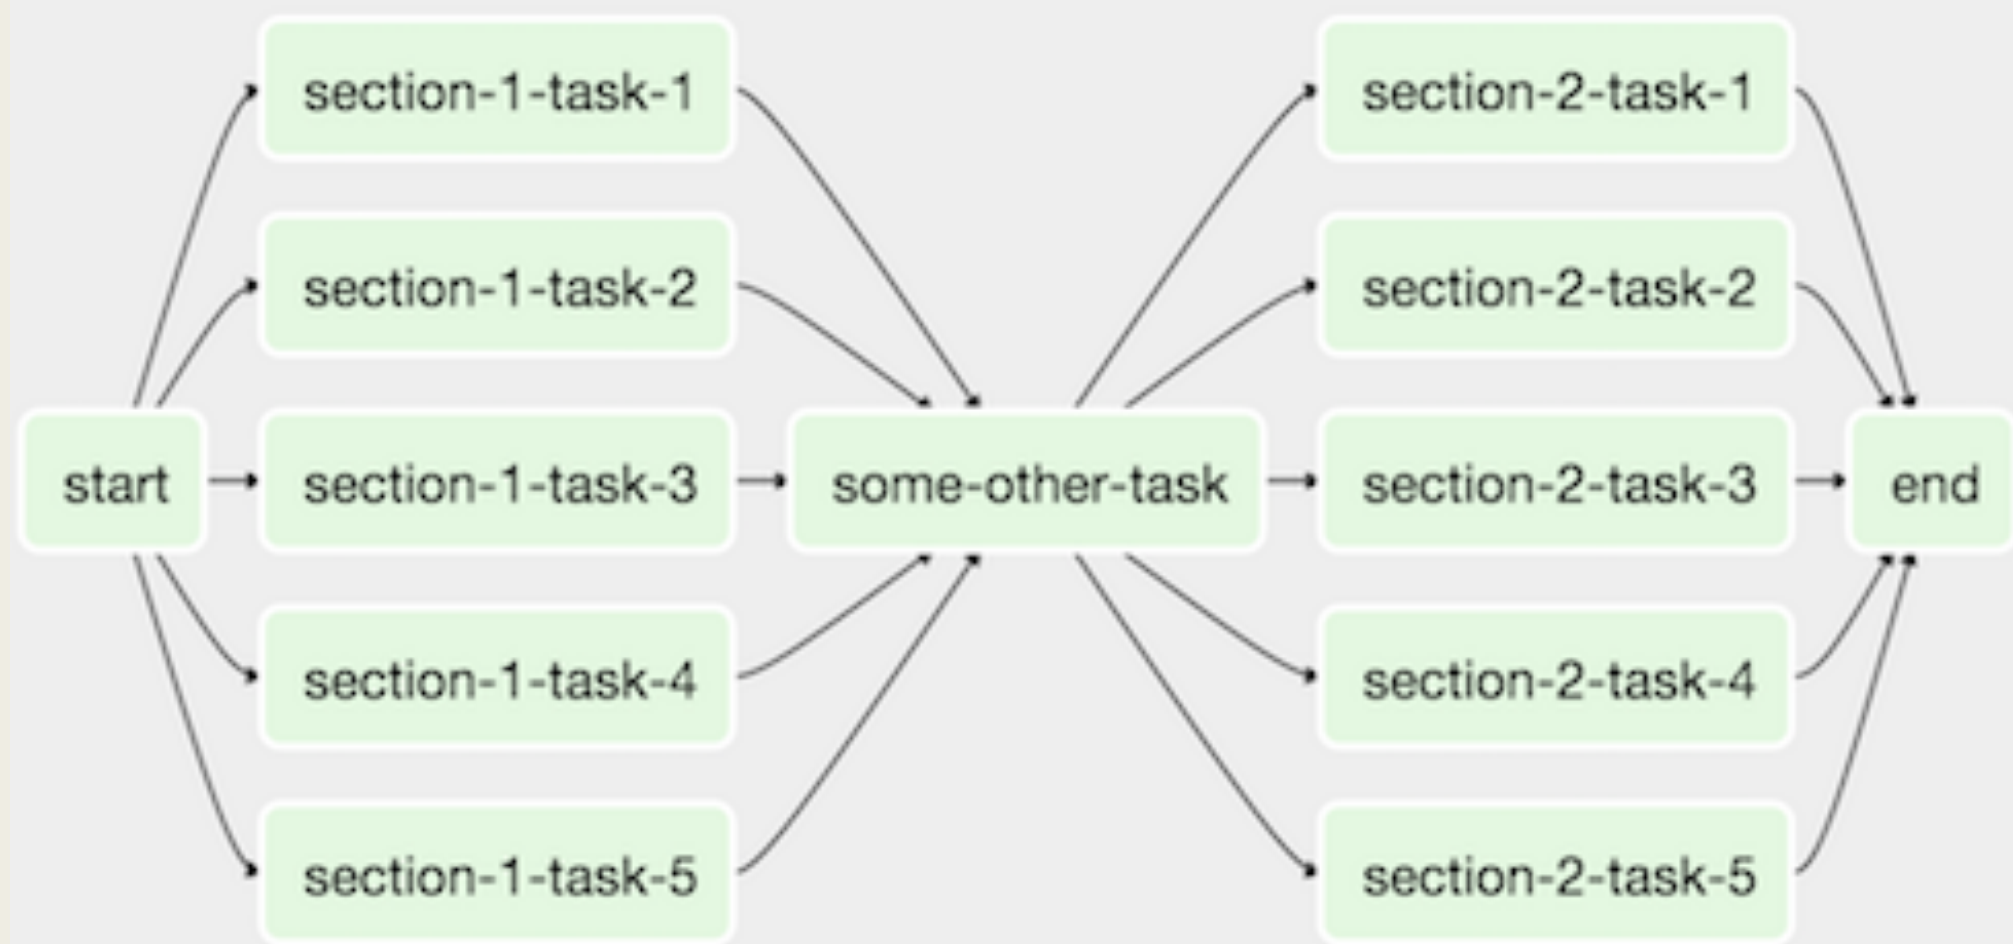 start
section-1-task-1
section-1-task-2
section-1-task-3
section-1-task-4
section-1-task-5
some-other-task
section-2-task-1
section-2-task-2
section-2-task-3
section-2-task-4
section-2-task-5
end